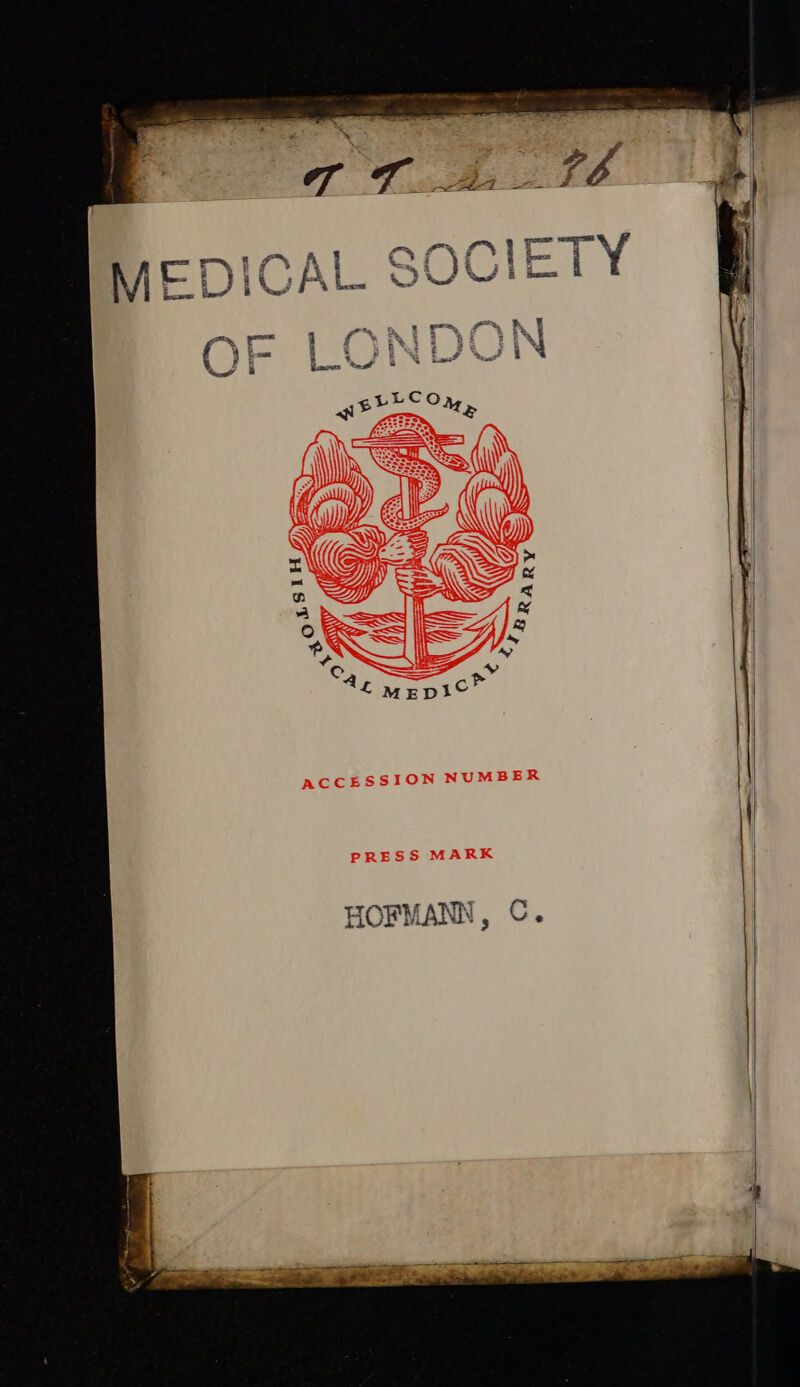 MEDICAL SOCIETY
OF LONDON
WELLCOME
HISTORICAL MEDICAL LIBRARY
ACCESSION NUMBER
PRESS MARK
HOFMANN, C.